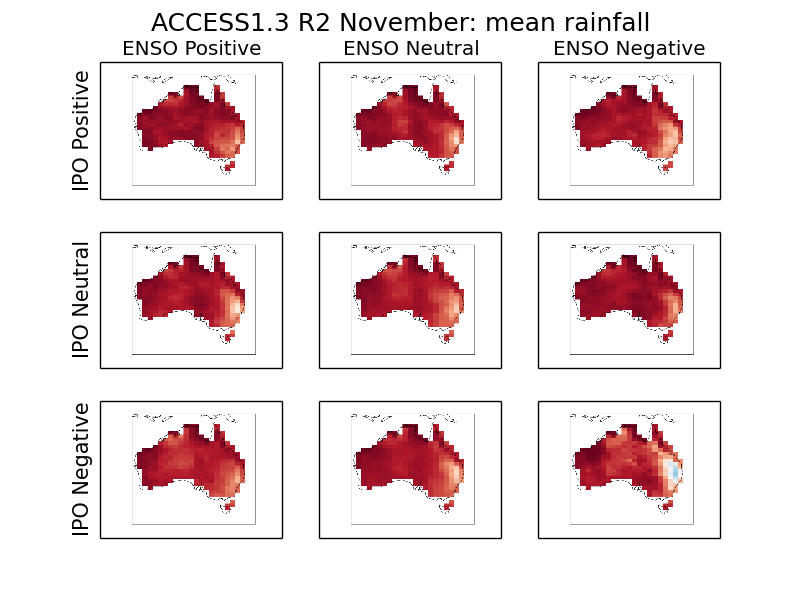 ACCESS1.3 R2 November: mean rainfall
ENSO Positive
ENSO Neutral
ENSO Negative
IPO Positive
IPO Neutral
IPO Negative